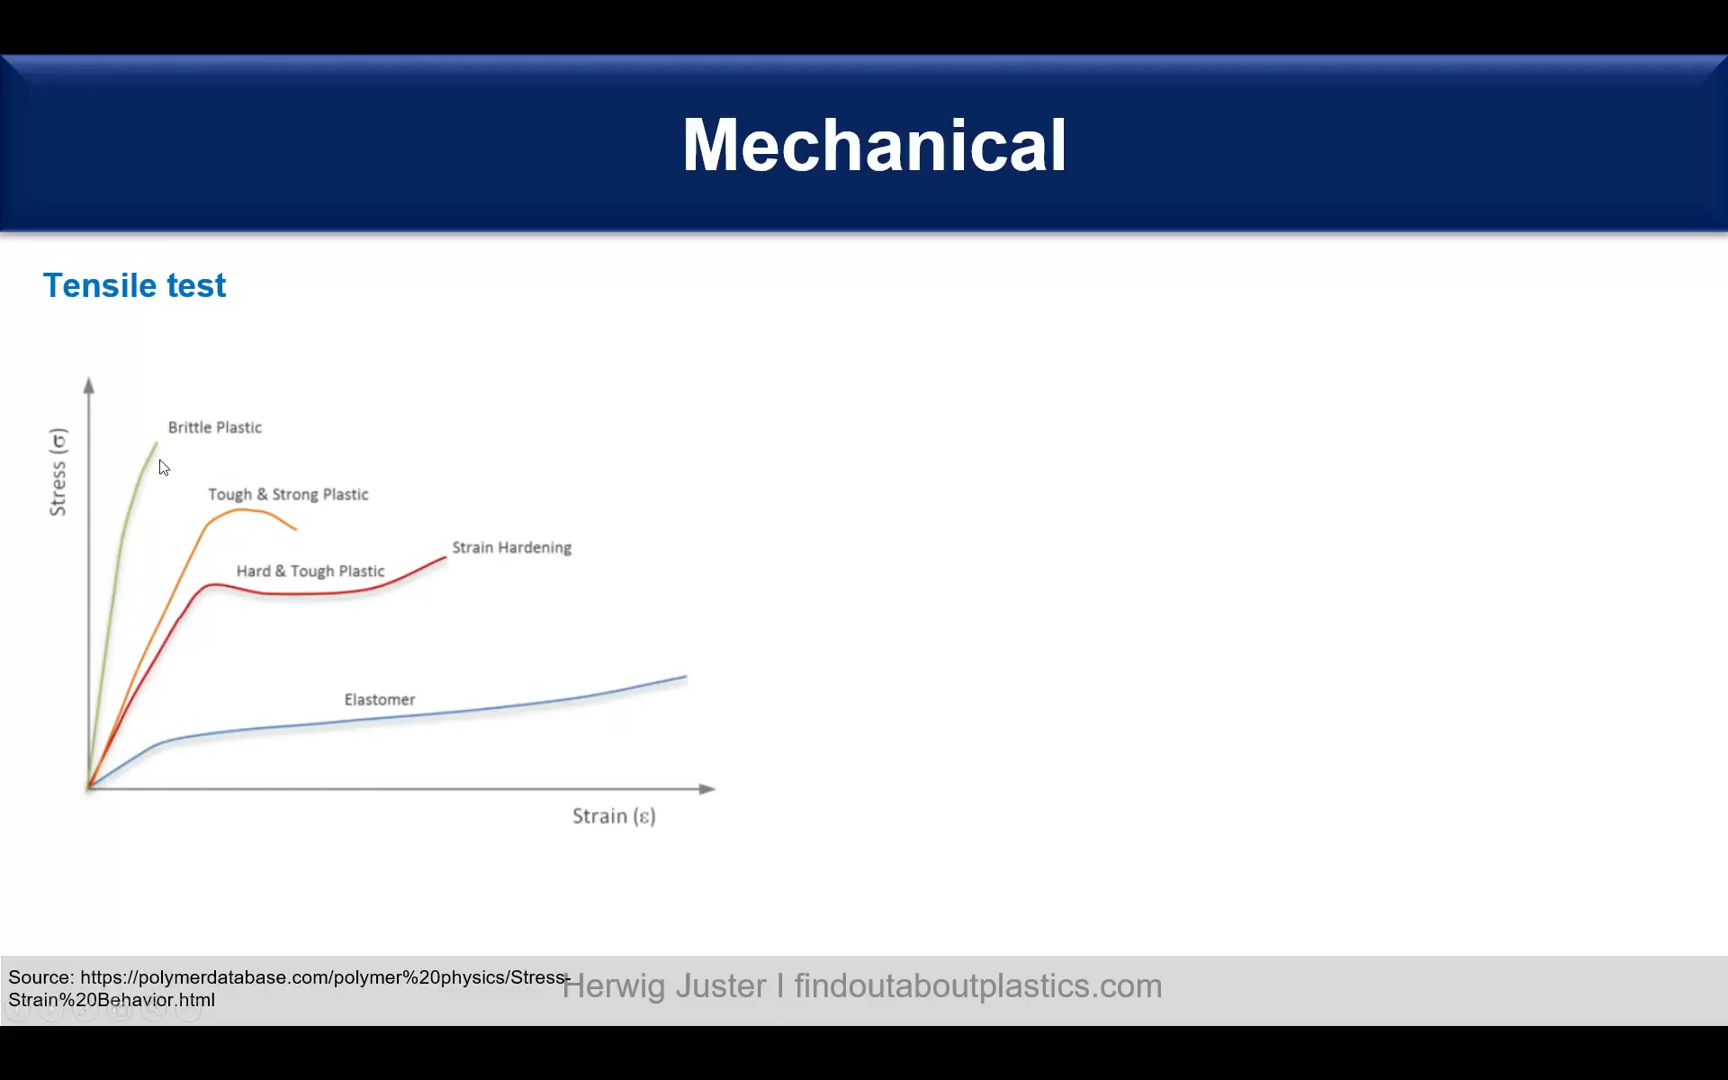 Mechanical
Tensile test
Stress (σ)
Brittle Plastic
Tough & Strong Plastic
Strain Hardening
Hard & Tough Plastic
Elastomer
Strain (ε)
Source: https://polymerdatabase.com/polymer%20physics/Stress-
Strain%20Behavior.html
Herwig Juster I findoutaboutplastics.com